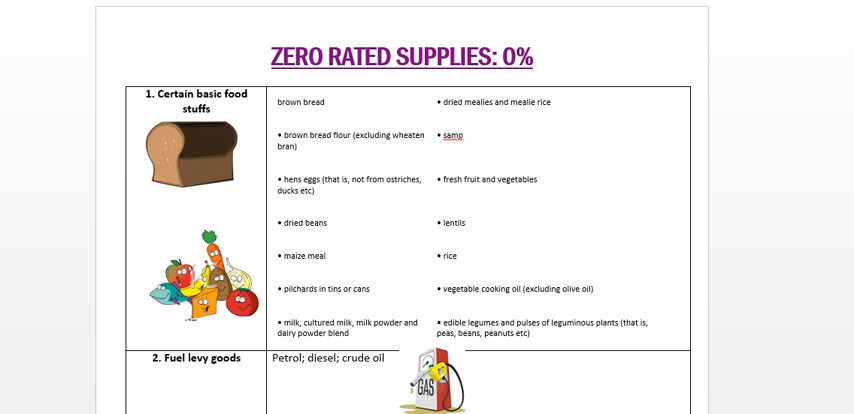 ZERO RATED SUPPLIES: 0%
1. Certain basic food
stuffs
brown bread
• dried mealies and mealie rice
• brown bread flour (excluding wheaten
bran)
• samp
• hens eggs (that is, not from ostriches,
ducks etc)
• fresh fruit and vegetables
• dried beans
• lentils
• maize meal
• rice
• pilchards in tins or cans
• vegetable cooking oil (excluding olive oil)
• milk, cultured milk, milk powder and
dairy powder blend
• edible legumes and pulses of leguminous plants (that is,
peas, beans, peanuts etc)
2. Fuel levy goods
Petrol; diesel; crude oil
GAS